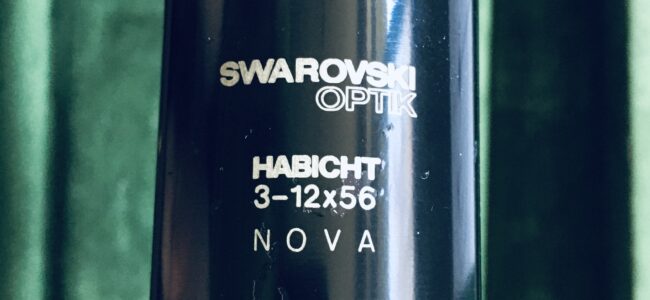 SWAROVSKI
OPTIK
HABICHT
3-12x56
NOVA